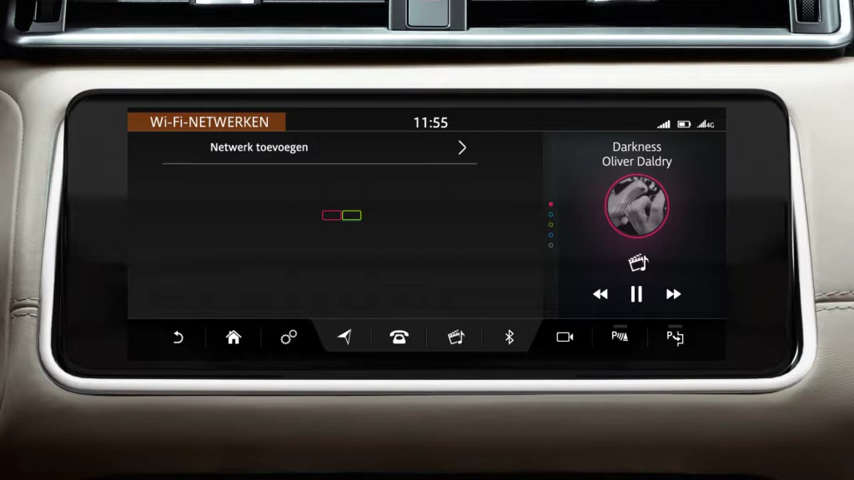 Wi-Fi-NETWERKEN
11:55
4G
Netwerk toevoegen
Darkness
Oliver Daldry
P
P